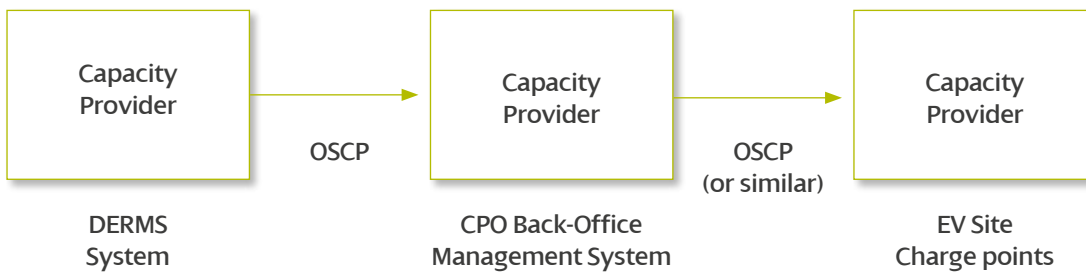 Capacity
Provider
OSCP
Capacity
Provider
OSCP
(or similar)
Capacity
Provider
DERMS
System
CPO Back-Office
Management System
EV Site
Charge points